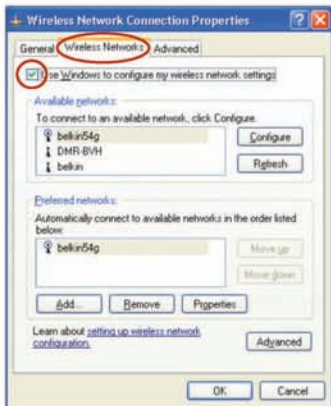 Wireless Network Connection Properties
General Wireless Networks Advanced
Use Windows to configure my wireless network settings
Available networks:
To connect to an available network, click Configure.
belkin54g
DMR-BVH
belkin
Configure
Refresh
Preferred networks:
Automatically connect to available networks in the order listed
below:
belkin54g
Move up
Move down
Add... Remove Properties
Learn about setting up wireless network
configuration.
Advanced
OK Cancel